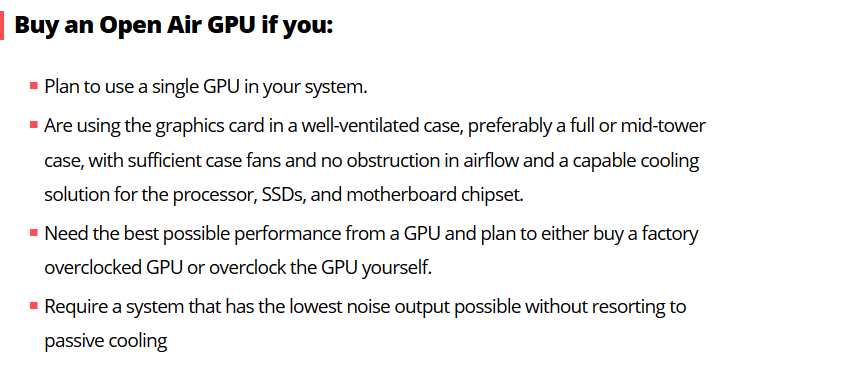 Buy an Open Air GPU if you:
Plan to use a single GPU in your system.
Are using the graphics card in a well-ventilated case, preferably a full or mid-tower
case, with sufficient case fans and no obstruction in airflow and a capable cooling
solution for the processor, SSDs, and motherboard chipset.
Need the best possible performance from a GPU and plan to either buy a factory
overclocked GPU or overclock the GPU yourself.
Require a system that has the lowest noise output possible without resorting to
passive cooling